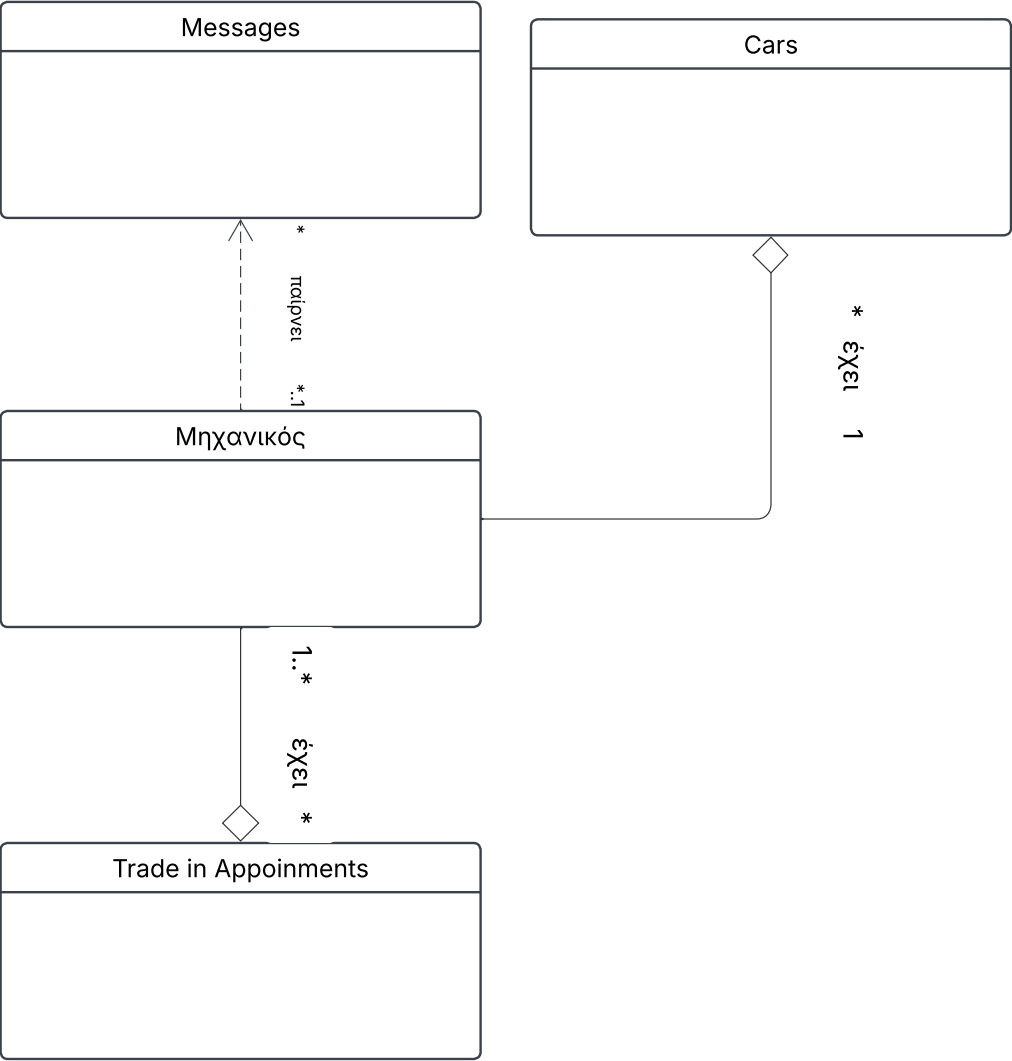 Messages
Cars
*
παίρνει
*..1
* έχει 1
Μηχανικός
1..*
έχει
*
Trade in Appoinments